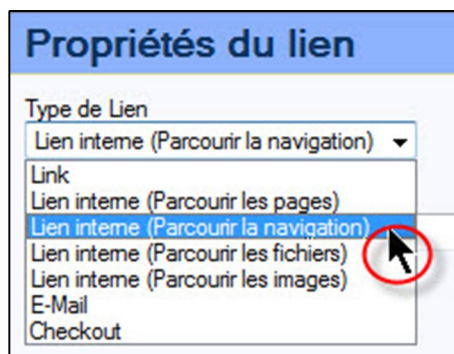 Propriétés du lien
Type de Lien
Lien interne (Parcourir la navigation)
Link
Lien interne (Parcourir les pages)
Lien interne (Parcourir la navigation)
Lien interne (Parcourir les fichiers)
Lien interne (Parcourir les images)
E-Mail
Checkout